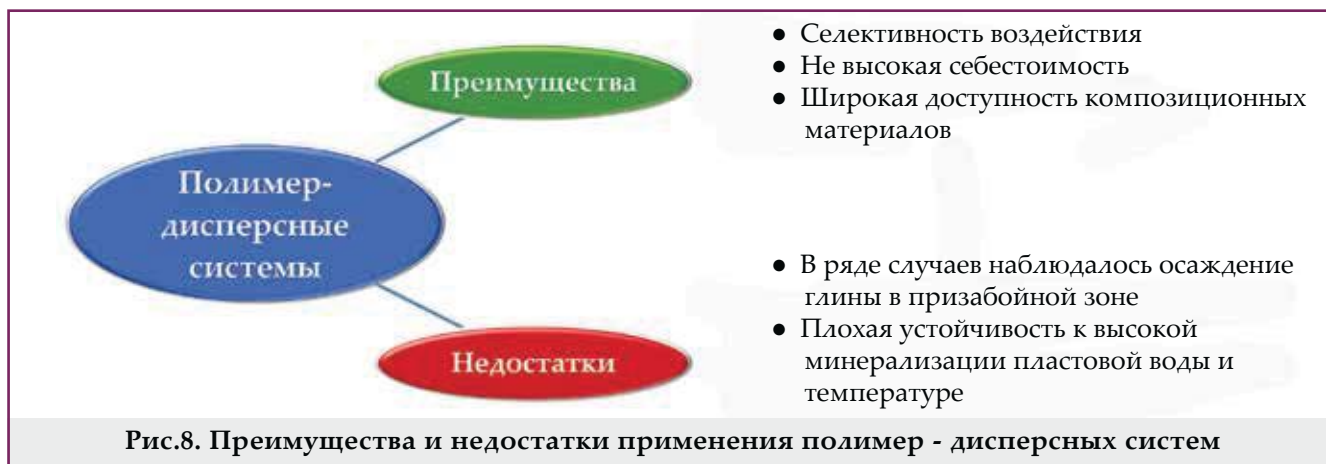 Полимер-
дисперсные
системы
Преимущества
● Селективность воздействия
● Не высокая себестоимость
● Широкая доступность композиционных
материалов
Недостатки
● В ряде случаев наблюдалось осаждение
глины в призабойной зоне
● Плохая устойчивость к высокой
минерализации пластовой воды и
температуре
Рис.8. Преимущества и недостатки применения полимер - дисперсных систем